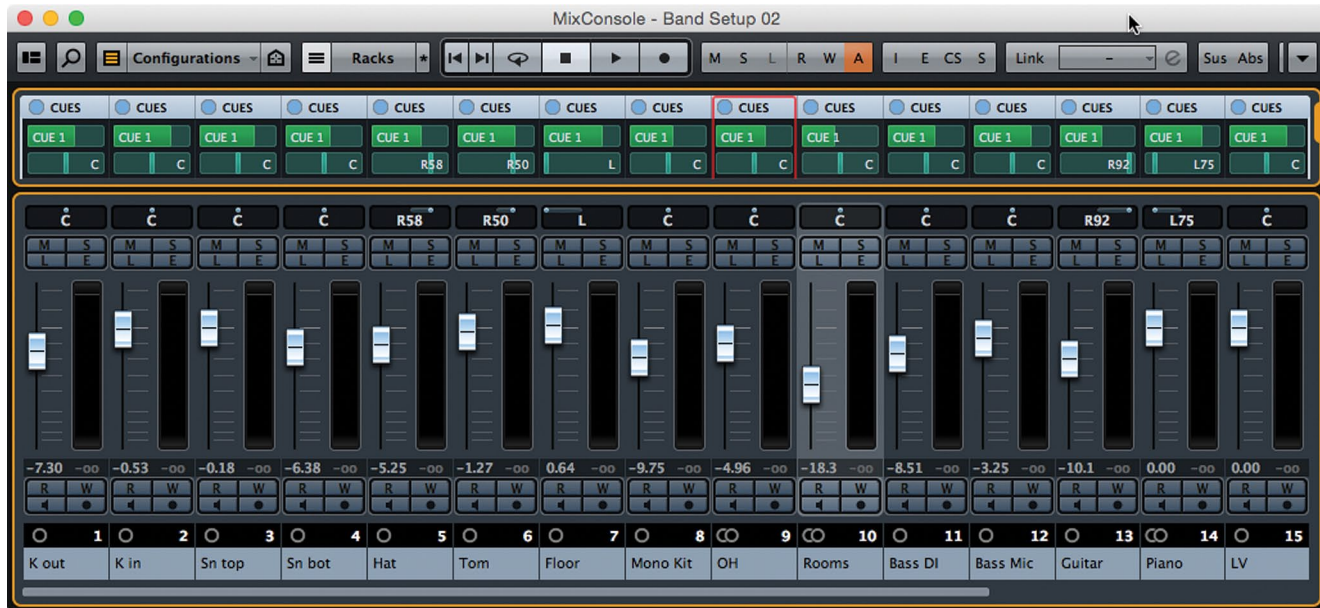 MixConsole - Band Setup 02
Configurations Racks * M S L R W A I E CS S Link - e Sus Abs
CUES CUES CUES CUES CUES CUES CUES CUES CUES CUES CUES CUES CUES CUES CUES
CUE 1 CUE 1 CUE 1 CUE 1 CUE 1 CUE 1 CUE 1 CUE 1 CUE 1 CUE 1 CUE 1 CUE 1 CUE 1 CUE 1 CUE 1
C C C C R58 R50 L C C C C C R92 L75 C
C C C C R58 R50 L C C C C C R92 L75 C
M S M S M S M S M S M S M S M S M S M S M S M S M S M S M S
L E L E L E L E L E L E L E L E L E L E L E L E L E L E L E
-7.30 -oo -0.53 -oo -0.18 -oo -6.38 -oo -5.25 -oo -1.27 -oo 0.64 -oo -9.75 -oo -4.96 -oo -18.3 -oo -8.51 -oo -3.25 -oo -10.1 -oo 0.00 -oo 0.00 -oo
R W R W R W R W R W R W R W R W R W R W R W R W R W R W R W
1 2 3 4 5 6 7 8 9 10 11 12 13 14 15
K out K in Sn top Sn bot Hat Tom Floor Mono Kit OH Rooms Bass DI Bass Mic Guitar Piano LV